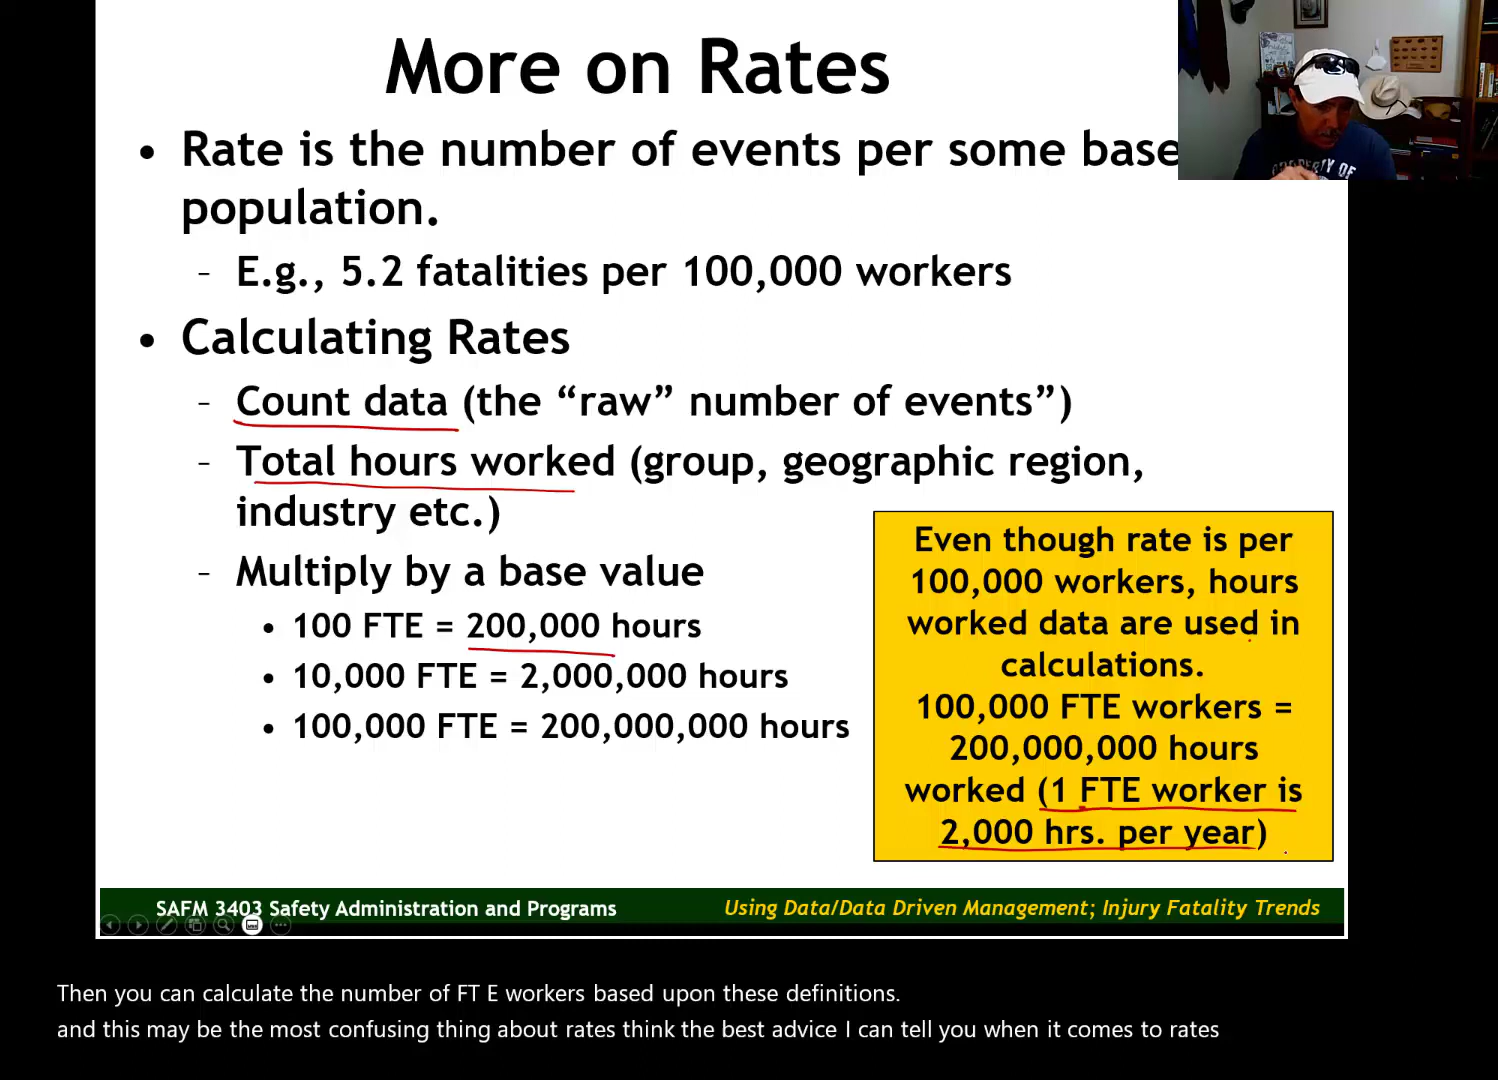 More on Rates
• Rate is the number of events per some base
population.
– E.g., 5.2 fatalities per 100,000 workers
• Calculating Rates
– Count data (the “raw” number of events”)
– Total hours worked (group, geographic region,
industry etc.)
– Multiply by a base value
• 100 FTE = 200,000 hours
• 10,000 FTE = 2,000,000 hours
• 100,000 FTE = 200,000,000 hours
Even though rate is per
100,000 workers, hours
worked data are used in
calculations.
100,000 FTE workers =
200,000,000 hours
worked (1 FTE worker is
2,000 hrs. per year)
PROPERTY OF
SAFM 3403 Safety Administration and Programs
Using Data/Data Driven Management; Injury Fatality Trends
Then you can calculate the number of FT E workers based upon these definitions.
and this may be the most confusing thing about rates think the best advice I can tell you when it comes to rates